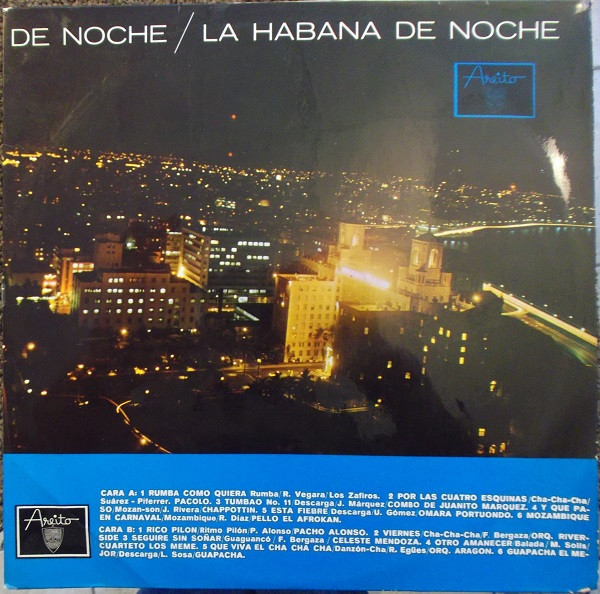 DE NOCHE / LA HABANA DE NOCHE
Areito
CARA A: 1 RUMBA COMO QUIERA Rumba/R. Vegara/Los Zafiros. 2 POR LAS CUATRO ESQUINAS/Cha-Cha-Cha/
Suárez - Piferrer. PACOLO. 3 TUMBAO No. 11 Descarga/J. Márquez/COMBO DE JUANITO MARQUEZ. 4 Y QUE PA-
SO/Mozan-son/J. Rivera/CHAPPOTTIN. 5 ESTA FIEBRE Descarga/U. Gómez/OMARA PORTUONDO. 6 MOZAMBIQUE
EN CARNAVAL/Mozambique R. Díaz/PELLO EL AFROKAN.
CARA B: 1 RICO PILON/Ritmo Pilón/P. Alonso/PACHO ALONSO. 2 VIERNES/Cha-Cha-Cha/F. Bergaza/ORQ. RIVER-
SIDE 3 SEGUIRE SIN SOÑAR/Guaguancó/F. Bergaza/CELESTE MENDOZA. 4 OTRO AMANECER/Balada/M. Solís/
CUARTETO LOS MEME. 5 QUE VIVA EL CHA CHA CHA/Danzón-Cha/R. Egües/ORQ. ARAGON. 6 GUAPACHA EL ME-
JOR/Descarga/L. Sosa/GUAPACHA.
Areito